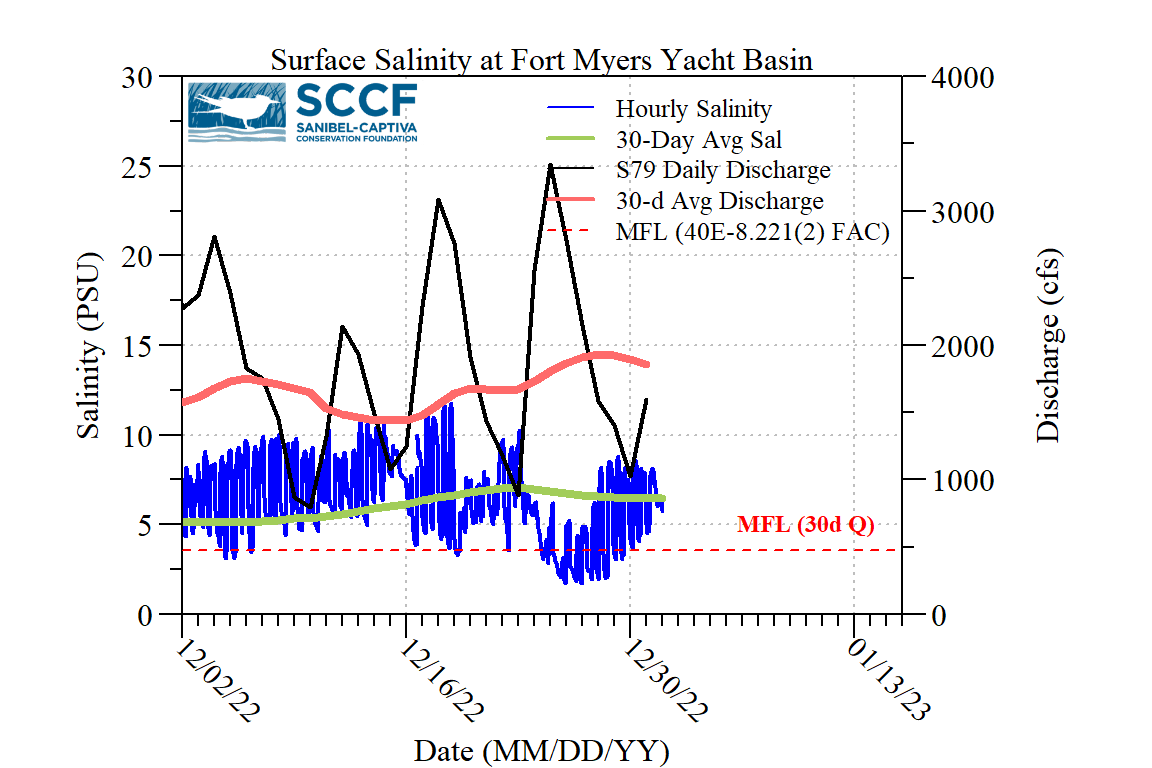 Surface Salinity at Fort Myers Yacht Basin
SCCF
SANIBEL-CAPTIVA
CONSERVATION FOUNDATION
Hourly Salinity
30-Day Avg Sal
S79 Daily Discharge
30-d Avg Discharge
MFL (40E-8.221(2) FAC)
30
25
20
15
10
5
0
Salinity (PSU)
4000
3000
2000
1000
0
Discharge (cfs)
MFL (30d Q)
12/02/22
12/16/22
12/30/22
01/13/23
Date (MM/DD/YY)